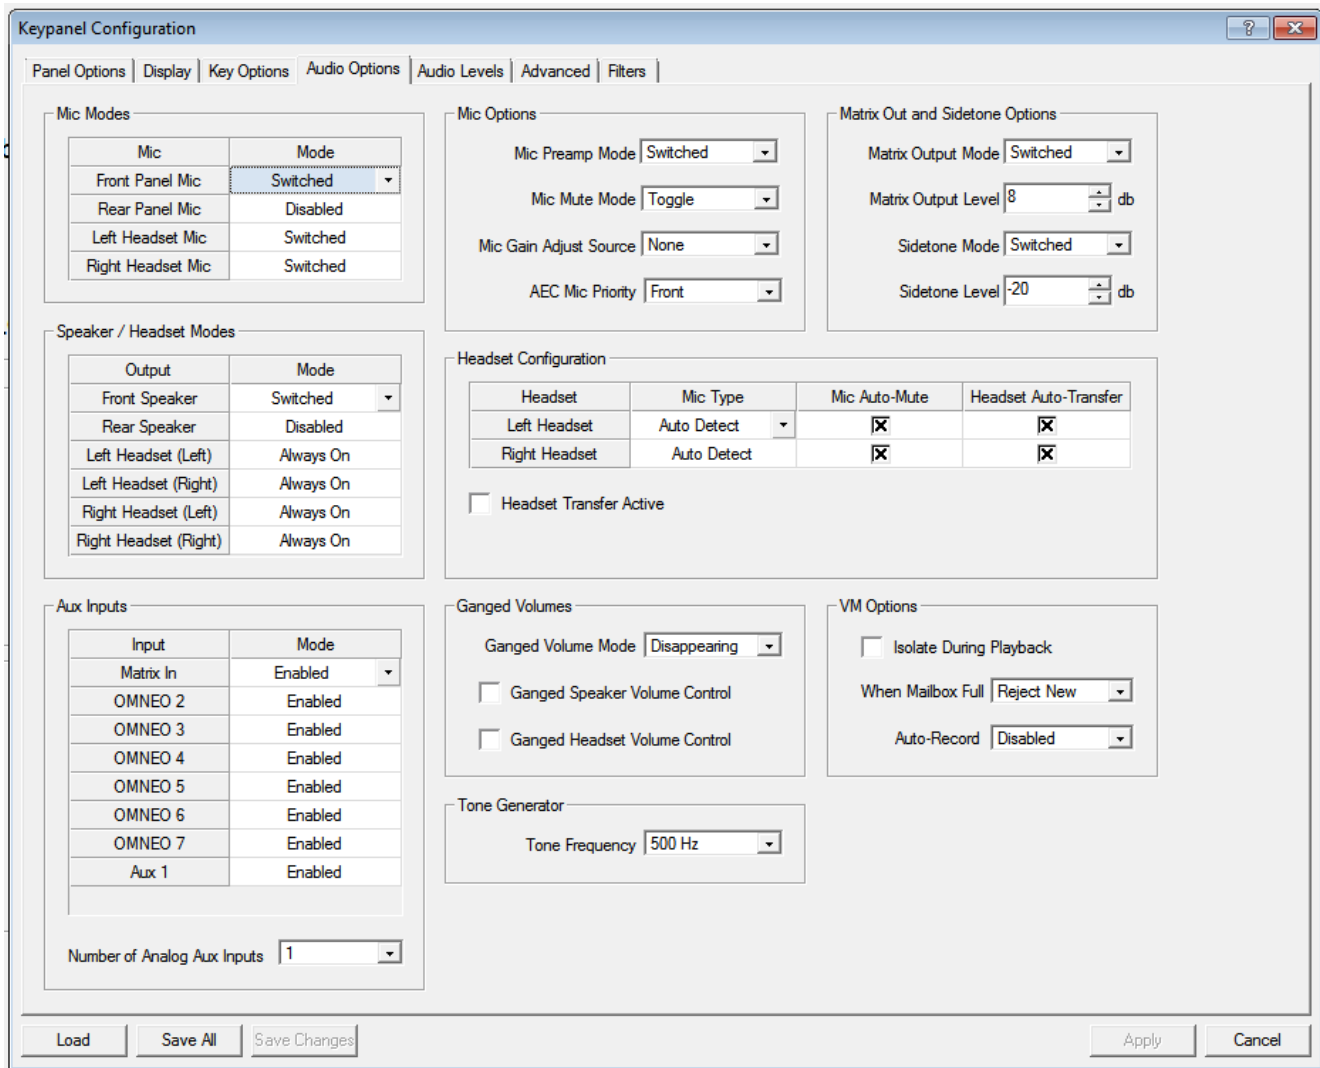 Keypanel Configuration
Panel Options Display Key Options Audio Options Audio Levels Advanced Filters
Mic Modes
Mic Mode
Front Panel Mic Switched
Rear Panel Mic Disabled
Left Headset Mic Switched
Right Headset Mic Switched
Mic Options
Mic Preamp Mode Switched
Mic Mute Mode Toggle
Mic Gain Adjust Source None
AEC Mic Priority Front
Matrix Out and Sidetone Options
Matrix Output Mode Switched
Matrix Output Level 8 db
Sidetone Mode Switched
Sidetone Level -20 db
Speaker / Headset Modes
Output Mode
Front Speaker Switched
Rear Speaker Disabled
Left Headset (Left) Always On
Left Headset (Right) Always On
Right Headset (Left) Always On
Right Headset (Right) Always On
Headset Configuration
Headset Mic Type Mic Auto-Mute Headset Auto-Transfer
Left Headset Auto Detect
Right Headset Auto Detect
Headset Transfer Active
Aux Inputs
Input Mode
Matrix In Enabled
OMNEO 2 Enabled
OMNEO 3 Enabled
OMNEO 4 Enabled
OMNEO 5 Enabled
OMNEO 6 Enabled
OMNEO 7 Enabled
Aux 1 Enabled
Number of Analog Aux Inputs 1
Ganged Volumes
Ganged Volume Mode Disappearing
Ganged Speaker Volume Control
Ganged Headset Volume Control
VM Options
Isolate During Playback
When Mailbox Full Reject New
Auto-Record Disabled
Tone Generator
Tone Frequency 500 Hz
Load Save All Save Changes Apply Cancel